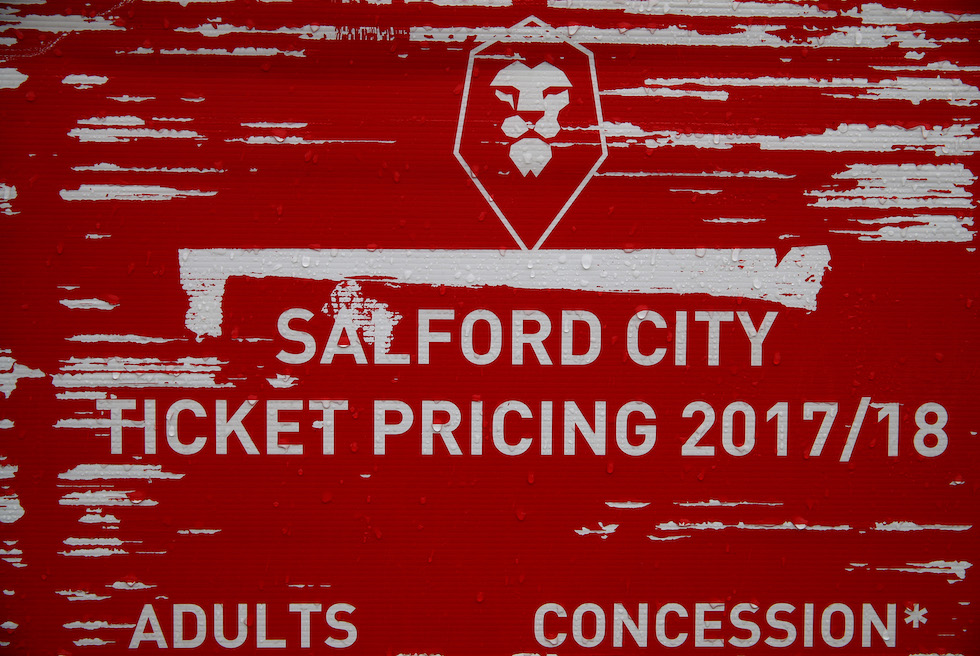 SALFORD CITY
TICKET PRICING 2017/18
ADULTS CONCESSION*